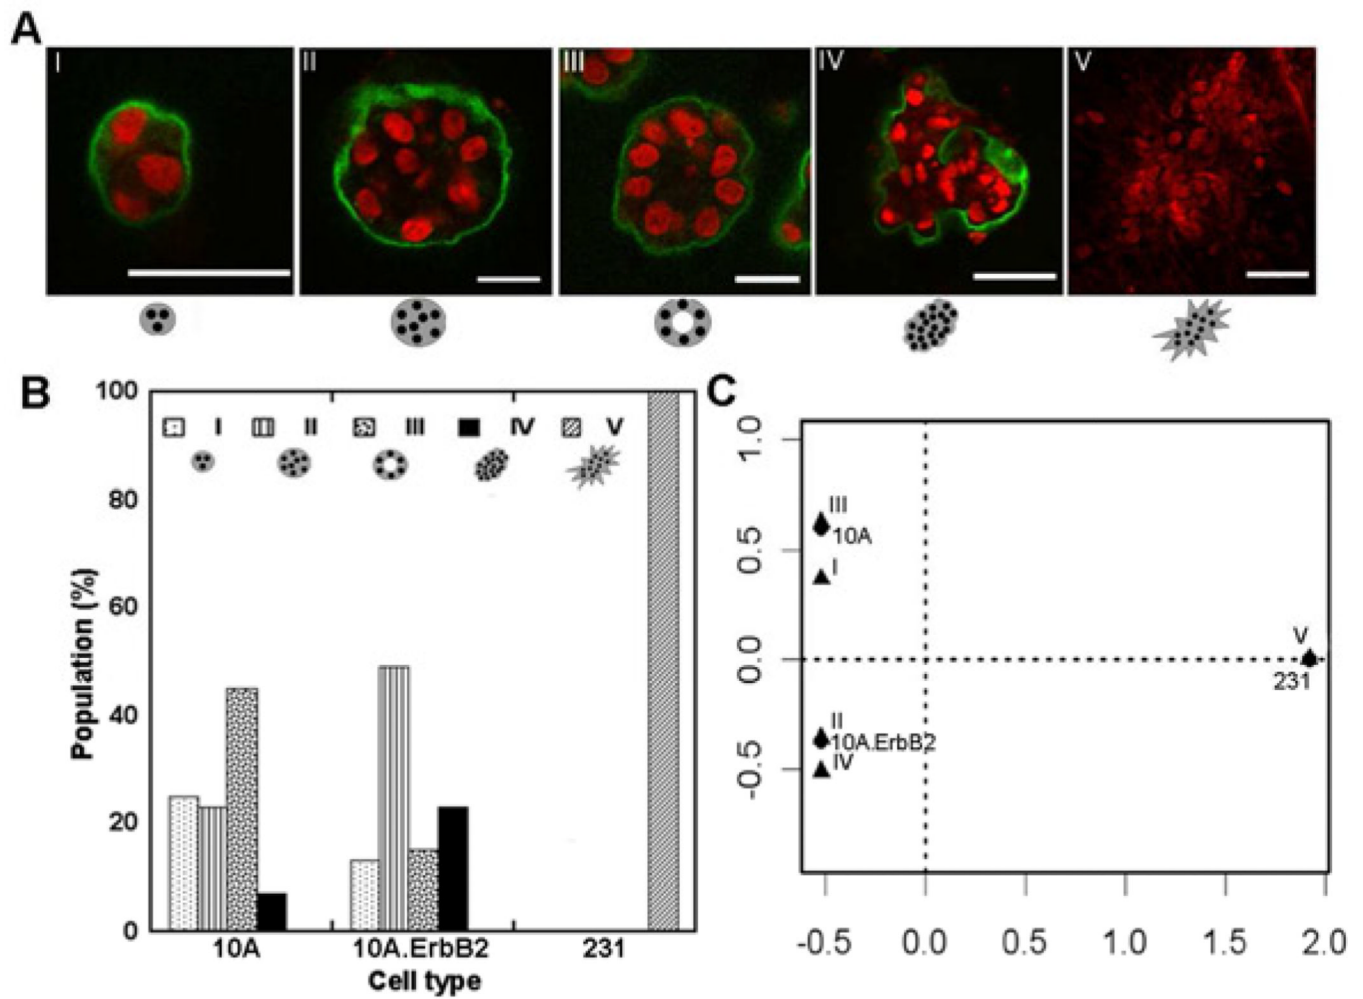 A
I II III IV V
B
100
80
60
40
20
0
Population (%)
I II III IV V
10A 10A.ErbB2 231
Cell type
C
1.0
0.5
0.0
-0.5
III
10A
I
V
231
II
10A.ErbB2
IV
-0.5 0.0 0.5 1.0 1.5 2.0